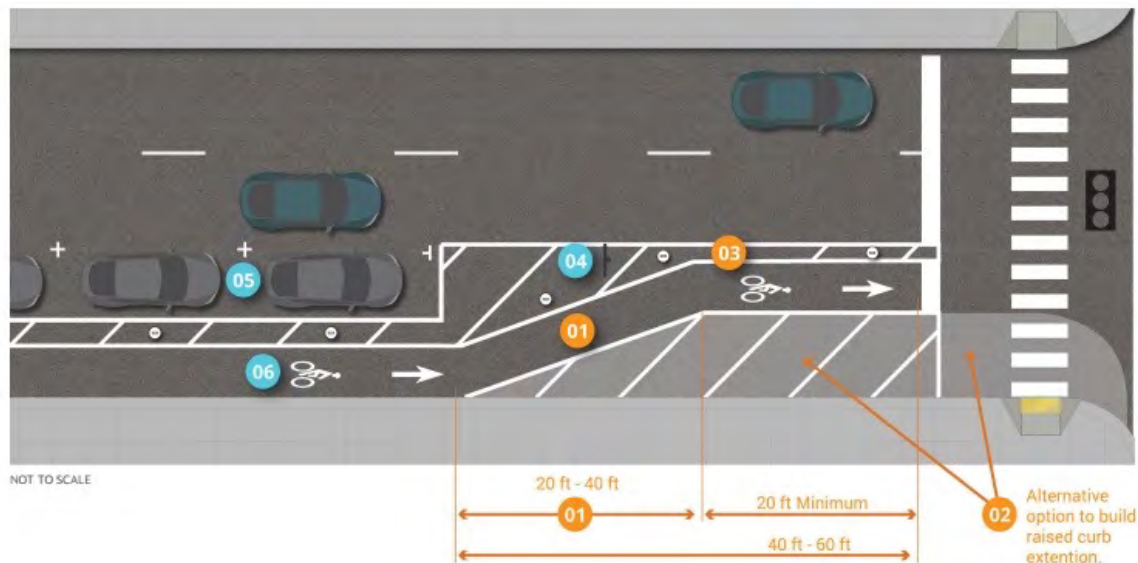 04
03
05
01
06
NOT TO SCALE
20 ft - 40 ft
01
20 ft Minimum
40 ft - 60 ft
02
Alternative
option to build
raised curb
extention.